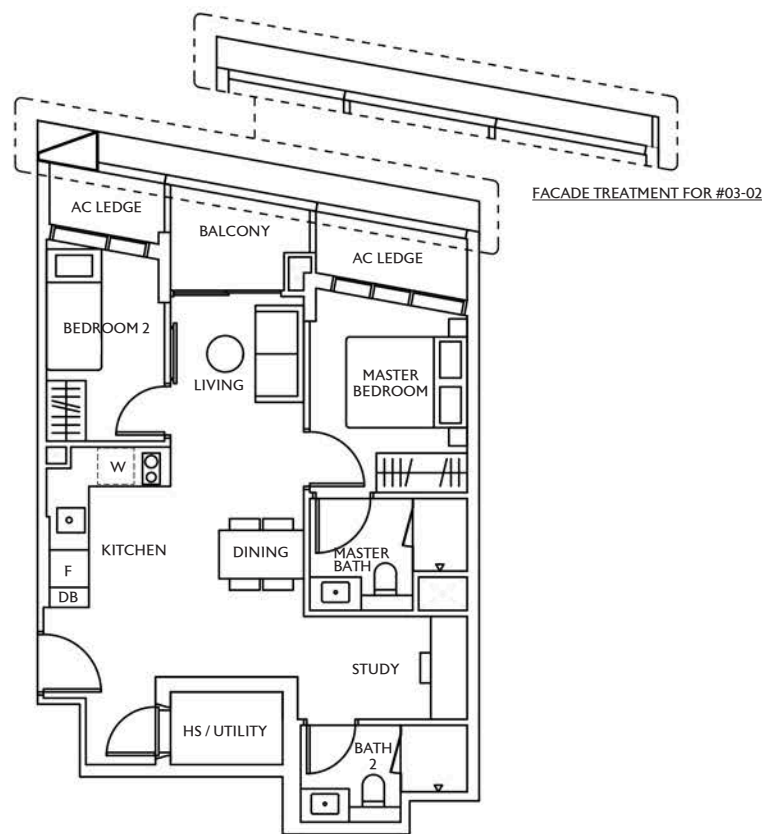 FACADE TREATMENT FOR #03-02
AC LEDGE
BALCONY
AC LEDGE
BEDROOM 2
LIVING
MASTER
BEDROOM
W
KITCHEN
DINING
MASTER
BATH
F
DB
STUDY
HS / UTILITY
BATH
2